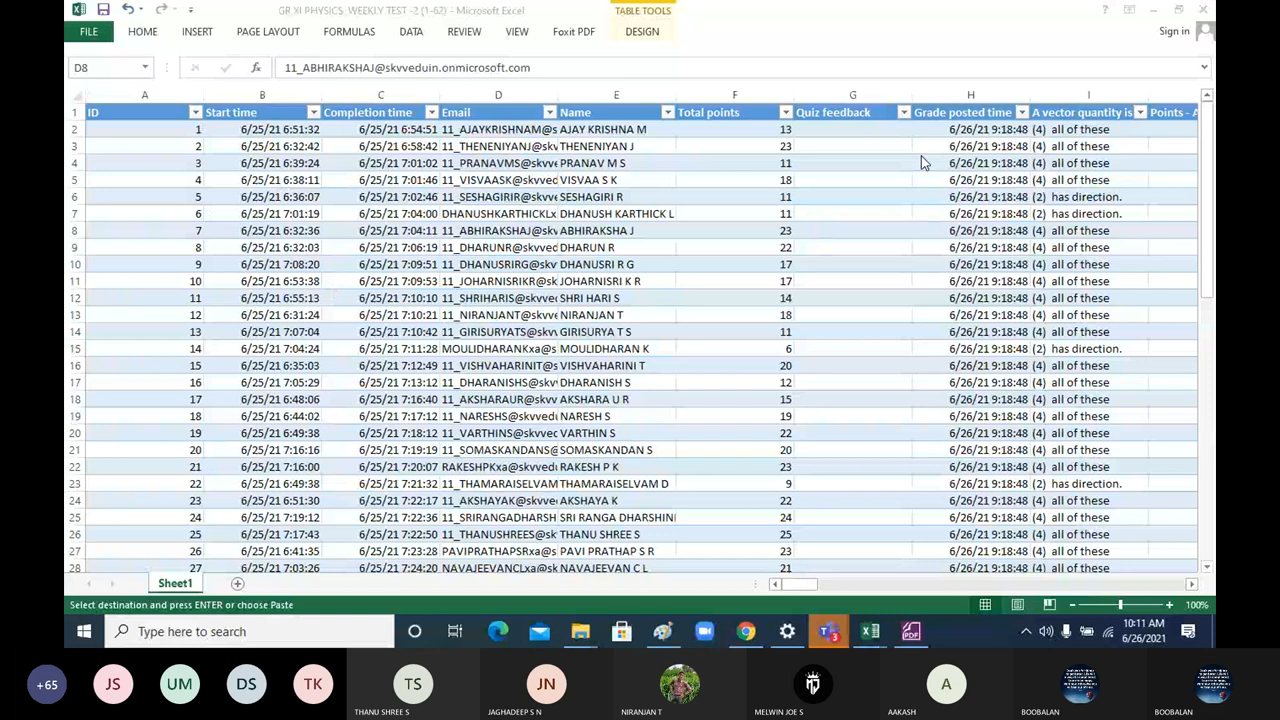 GR XI PHYSICS_WEEKLY TEST -2 (1-62) - Microsoft Excel
TABLE TOOLS
FILE HOME INSERT PAGE LAYOUT FORMULAS DATA REVIEW VIEW Foxit PDF DESIGN Sign in
D8 fx 11_ABHIRAKSHAJ@skvveduin.onmicrosoft.com
A B C D E F G H I
1 ID Start time Completion time Email Name Total points Quiz feedback Grade posted time A vector quantity is Points - A
2 1 6/25/21 6:51:32 6/25/21 6:54:51 11_AJAYKRISHNAM@s AJAY KRISHNA M 13 6/26/21 9:18:48 (4) all of these
3 2 6/25/21 6:32:42 6/25/21 6:58:42 11_THENENIYANJ@sk THENENIYAN J 23 6/26/21 9:18:48 (4) all of these
4 3 6/25/21 6:39:24 6/25/21 7:01:02 11_PRANAVMS@skvv PRANAV M S 11 6/26/21 9:18:48 (4) all of these
5 4 6/25/21 6:38:11 6/25/21 7:01:46 11_VISVAASK@skvved VISVAA S K 18 6/26/21 9:18:48 (4) all of these
6 5 6/25/21 6:36:07 6/25/21 7:02:46 11_SESHAGIRIR@skvve SESHAGIRI R 11 6/26/21 9:18:48 (2) has direction.
7 6 6/25/21 7:01:19 6/25/21 7:04:00 DHANUSHKARTHICKLx DHANUSH KARTHICK L 11 6/26/21 9:18:48 (2) has direction.
8 7 6/25/21 6:32:36 6/25/21 7:04:11 11_ABHIRAKSHAJ@skv ABHIRAKSHA J 23 6/26/21 9:18:48 (4) all of these
9 8 6/25/21 6:32:03 6/25/21 7:06:19 11_DHARUNR@skvved DHARUN R 22 6/26/21 9:18:48 (4) all of these
10 9 6/25/21 7:08:20 6/25/21 7:09:51 11_DHANUSRIRG@skv DHANUSRI R G 17 6/26/21 9:18:48 (4) all of these
11 10 6/25/21 6:53:38 6/25/21 7:09:53 11_JOHARNISRIKR@sk JOHARNISRI K R 17 6/26/21 9:18:48 (4) all of these
12 11 6/25/21 6:55:13 6/25/21 7:10:10 11_SHRIHARIS@skvve SHRI HARI S 14 6/26/21 9:18:48 (4) all of these
13 12 6/25/21 6:31:24 6/25/21 7:10:21 11_NIRANJANT@skvv NIRANJAN T 18 6/26/21 9:18:48 (4) all of these
14 13 6/25/21 7:07:04 6/25/21 7:10:42 11_GIRISURYATS@skv GIRISURYA T S 11 6/26/21 9:18:48 (4) all of these
15 14 6/25/21 7:04:24 6/25/21 7:11:28 MOULIDHARANKxa@s MOULIDHARAN K 6 6/26/21 9:18:48 (2) has direction.
16 15 6/25/21 6:35:03 6/25/21 7:12:49 11_VISHVAHARINIT@s VISHVAHARINI T 20 6/26/21 9:18:48 (4) all of these
17 16 6/25/21 7:05:29 6/25/21 7:13:12 11_DHARANISHS@skv DHARANISH S 12 6/26/21 9:18:48 (4) all of these
18 17 6/25/21 6:48:06 6/25/21 7:16:40 11_AKSHARAUR@skvv AKSHARA U R 15 6/26/21 9:18:48 (4) all of these
19 18 6/25/21 6:44:02 6/25/21 7:17:12 11_NARESHS@skvvedu NARESH S 19 6/26/21 9:18:48 (4) all of these
20 19 6/25/21 6:49:38 6/25/21 7:18:12 11_VARTHINS@skvvec VARTHIN S 22 6/26/21 9:18:48 (4) all of these
21 20 6/25/21 7:16:16 6/25/21 7:19:19 11_SOMASKANDANS@ SOMASKANDAN S 20 6/26/21 9:18:48 (4) all of these
22 21 6/25/21 7:16:00 6/25/21 7:20:07 RAKESHPKxa@skvvedu RAKESH P K 23 6/26/21 9:18:48 (4) all of these
23 22 6/25/21 6:49:38 6/25/21 7:21:32 11_THAMARAISELVAM THAMARAISELVAM D 9 6/26/21 9:18:48 (2) has direction.
24 23 6/25/21 6:51:30 6/25/21 7:22:17 11_AKSHAYAK@skvve AKSHAYA K 22 6/26/21 9:18:48 (4) all of these
25 24 6/25/21 7:19:12 6/25/21 7:22:36 11_SRIRANGADHARSH SRI RANGA DHARSHINI 23 6/26/21 9:18:48 (4) all of these
26 25 6/25/21 7:17:43 6/25/21 7:22:50 11_THANUSHREES@sk THANU SHREE S 25 6/26/21 9:18:48 (4) all of these
27 26 6/25/21 6:41:35 6/25/21 7:23:28 PAVIPRATHAPSRxa@s PAVI PRATHAP S R 23 6/26/21 9:18:48 (4) all of these
28 27 6/25/21 7:03:26 6/25/21 7:24:20 NAVAJEEVANCLxa@sk NAVAJEEVAN C L 21 6/26/21 9:18:48 (4) all of these
Sheet1
Select destination and press ENTER or choose Paste 100%
Type here to search 3 PDF 10:11 AM
6/26/2021
+65 JS UM DS TK TS JN A
THANU SHREE S JAGHADEEP S N NIRANJAN T MELWIN JOE S AAKASH BOOBALAN BOOBALAN